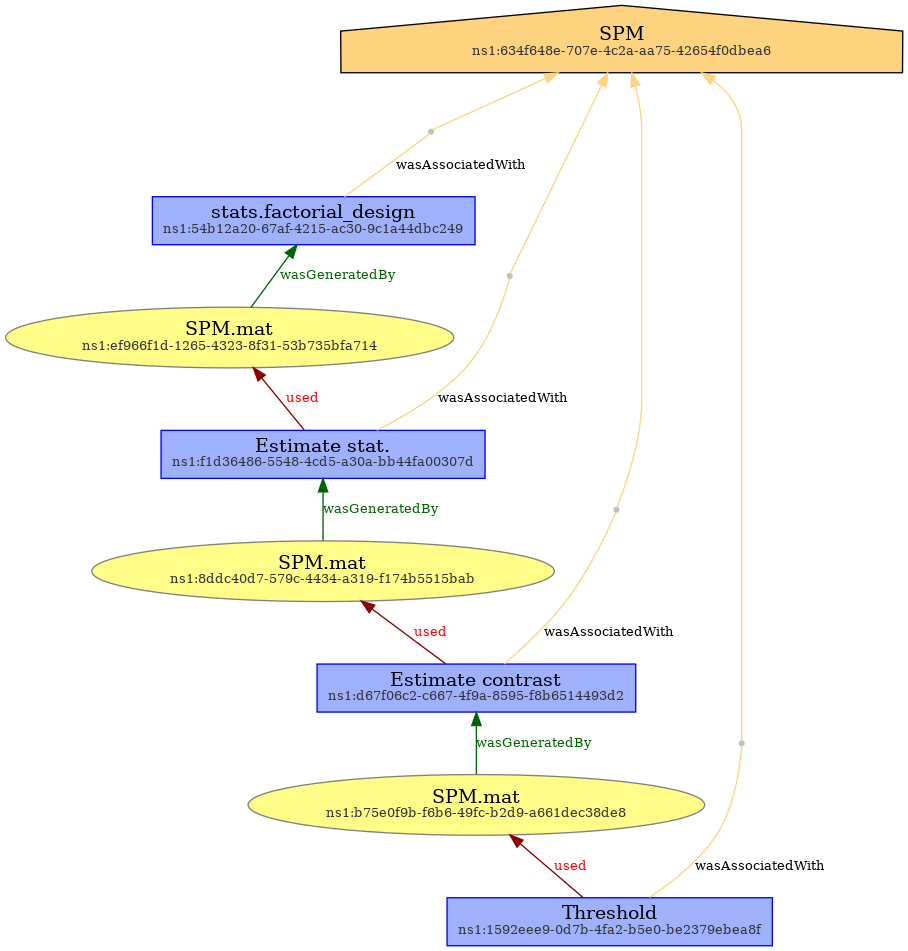 SPM
ns1:634f648e-707e-4c2a-aa75-42654f0dbea6
wasAssociatedWith
stats.factorial_design
ns1:54b12a20-67af-4215-ac30-9c1a44dbc249
wasGeneratedBy
SPM.mat
ns1:ef966f1d-1265-4323-8f31-53b735bfa714
used
wasAssociatedWith
Estimate stat.
ns1:f1d36486-5548-4cd5-a30a-bb44fa00307d
wasGeneratedBy
SPM.mat
ns1:8ddc40d7-579c-4434-a319-f174b5515bab
used
wasAssociatedWith
Estimate contrast
ns1:d67f06c2-c667-4f9a-8595-f8b6514493d2
wasGeneratedBy
SPM.mat
ns1:b75e0f9b-f6b6-49fc-b2d9-a661dec38de8
used
wasAssociatedWith
Threshold
ns1:1592eee9-0d7b-4fa2-b5e0-be2379ebea8f